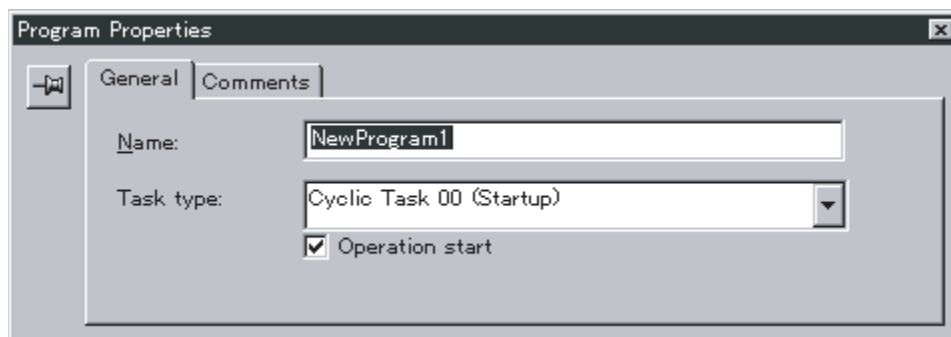 Program Properties
General
Comments
Name:
NewProgram1
Task type:
Cyclic Task 00 (Startup)
Operation start